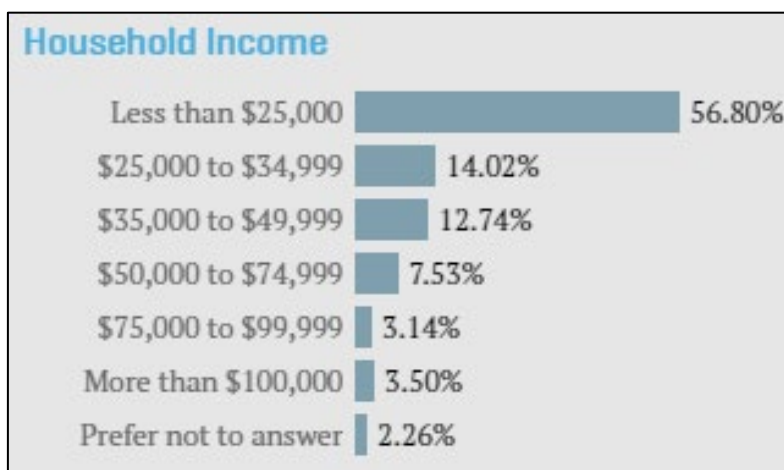 Household Income
Less than $25,000 56.80%
$25,000 to $34,999 14.02%
$35,000 to $49,999 12.74%
$50,000 to $74,999 7.53%
$75,000 to $99,999 3.14%
More than $100,000 3.50%
Prefer not to answer 2.26%